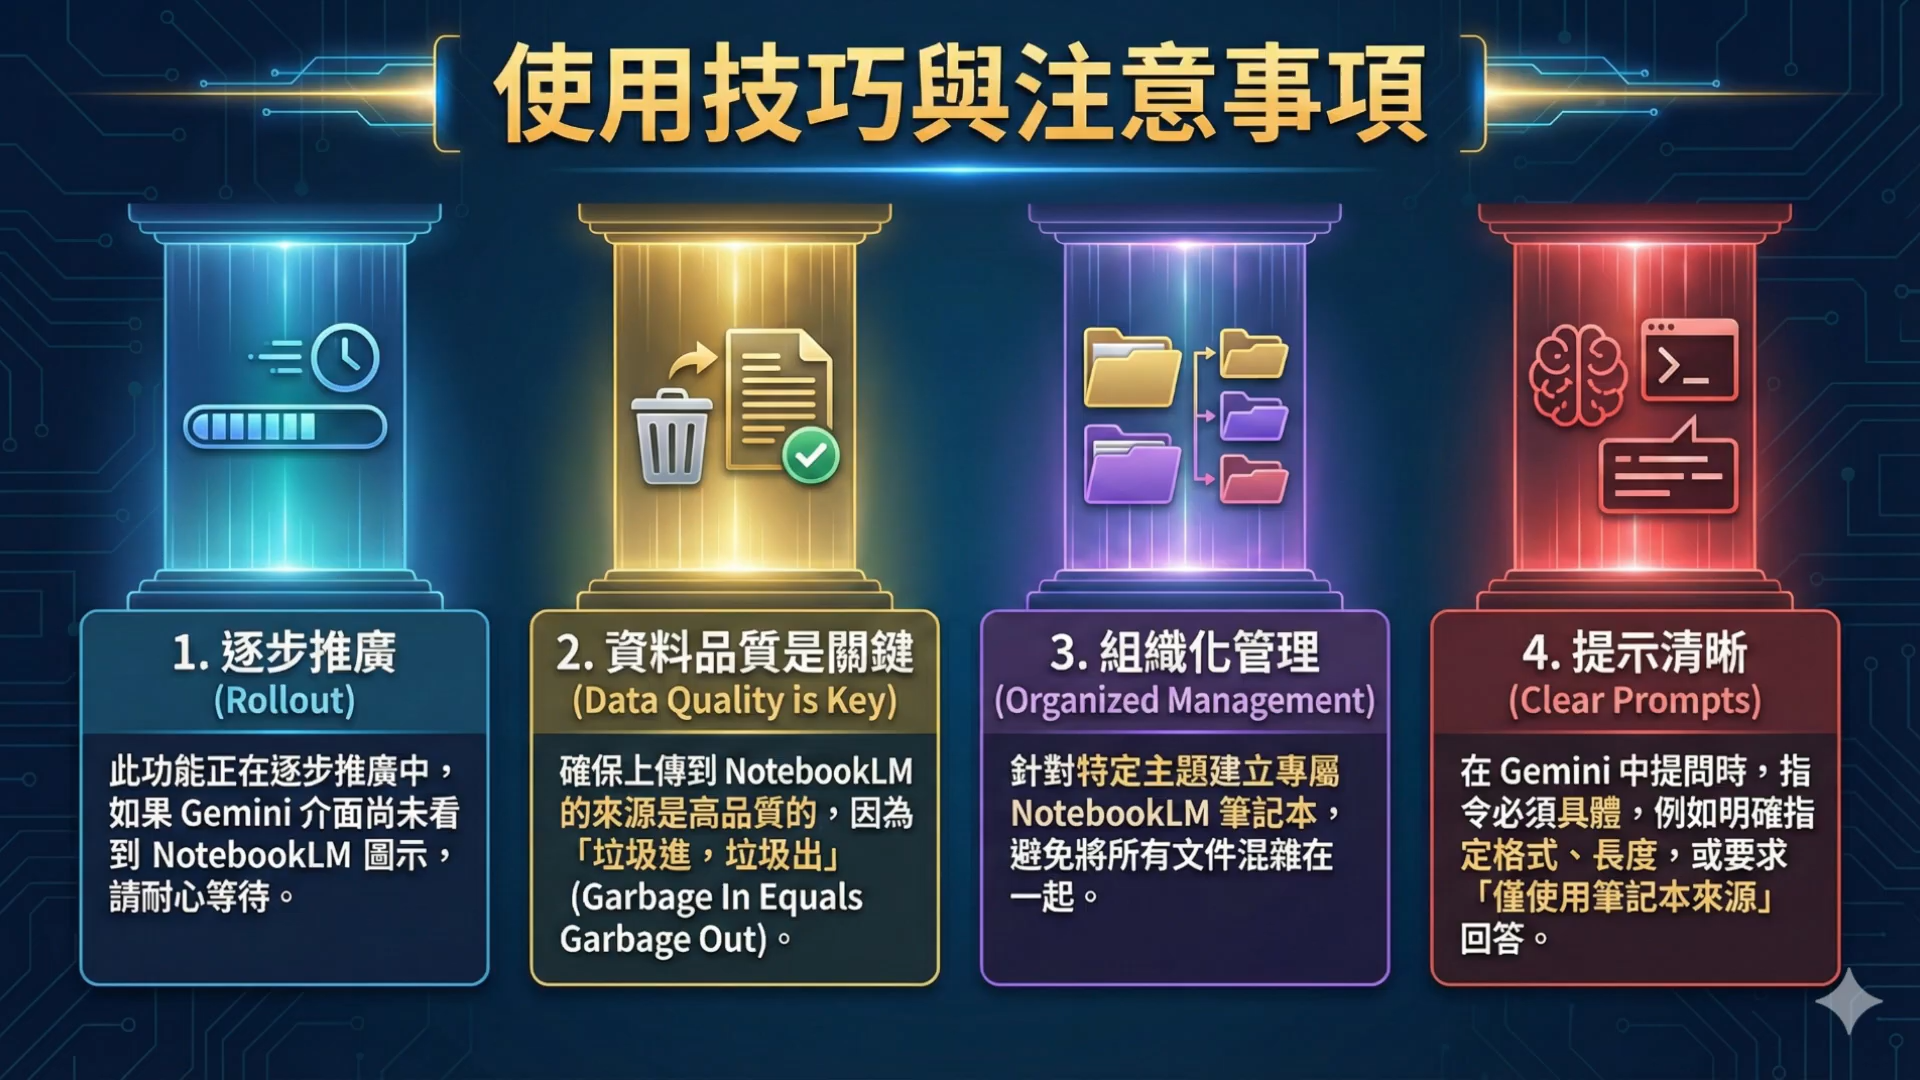 使用技巧與注意事項
1. 逐步推廣
(Rollout)
此功能正在逐步推廣中，
如果 Gemini 介面尚未看
到 NotebookLM 圖示，
請耐心等待。
2. 資料品質是關鍵
(Data Quality is Key)
確保上傳到 NotebookLM
的來源是高品質的，因為
「垃圾進，垃圾出」
(Garbage In Equals
Garbage Out)。
3. 組織化管理
(Organized Management)
針對特定主題建立專屬
NotebookLM 筆記本，
避免將所有文件混雜在
一起。
4. 提示清晰
(Clear Prompts)
在 Gemini 中提問時，指
令必須具體，例如明確指
定格式、長度，或要求
「僅使用筆記本來源」
回答。